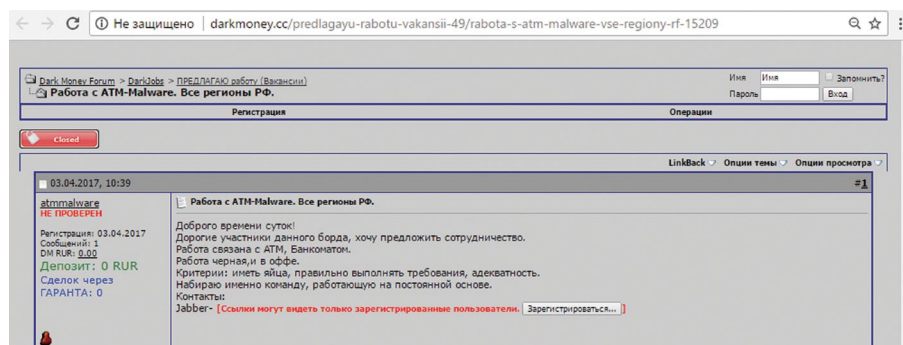 Не защищено darkmoney.cc/predlagayu-rabotu-vakansii-49/rabota-s-atm-malware-vse-regiony-rf-15209
Dark Money Forum > DarkJobs > ПРЕДЛАГАЮ работу (Вакансии)
Работа с ATM-Malware. Все регионы РФ.
Имя Имя Запомнить?
Пароль Вход
Регистрация Операции
Closed
LinkBack Опции темы Опции просмотра
03.04.2017, 10:39 #1
atmmalware
НЕ ПРОВЕРЕН
Регистрация: 03.04.2017
Сообщений: 1
DM RUR: 0.00
Депозит: 0 RUR
Сделок через
ГАРАНТА: 0
Работа с ATM-Malware. Все регионы РФ.
Доброго времени суток!
Дорогие участники данного борда, хочу предложить сотрудничество.
Работа связана с АТМ, Банкоматом.
Работа черная,и в оффе.
Критерии: иметь яйца, правильно выполнять требования, адекватность.
Набираю именно команду, работающую на постоянной основе.
Контакты:
Jabber- [Ссылки могут видеть только зарегистрированные пользователи. Зарегистрироваться... ]